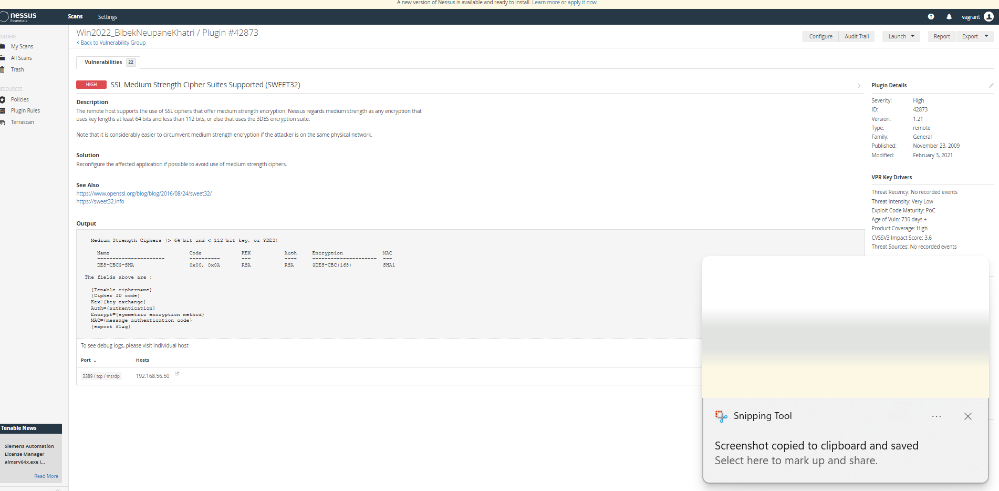 A new version of Nessus is available and ready to install. Learn more or apply it now.
nessus
Essentials
Scans
Settings
vagrant
Win2022_BibekNeupaneKhatri / Plugin #42873
Back to Vulnerability Group
Configure
Audit Trail
Launch
Report
Export
OLDERS
My Scans
All Scans
Trash
ESOURCES
Policies
Plugin Rules
Terrascan
Vulnerabilities 22
HIGH
SSL Medium Strength Cipher Suites Supported (SWEET32)
Description
The remote host supports the use of SSL ciphers that offer medium strength encryption. Nessus regards medium strength as any encryption that
uses key lengths at least 64 bits and less than 112 bits, or else that uses the 3DES encryption suite.
Note that it is considerably easier to circumvent medium strength encryption if the attacker is on the same physical network.
Solution
Reconfigure the affected application if possible to avoid use of medium strength ciphers.
See Also
https://www.openssl.org/blog/blog/2016/08/24/sweet32/
https://sweet32.info
Output
Medium Strength Ciphers (> 64-bit and < 112-bit key, or 3DES)
Name Code KEX Auth Encryption MAC
---------------------- ---------- --- ---- --------------------- ---
DES-CBC3-SHA 0x00, 0x0A RSA RSA 3DES-CBC(168) SHA1
The fields above are :
{Tenable ciphername}
{Cipher ID code}
Kex={key exchange}
Auth={authentication}
Encrypt={symmetric encryption method}
MAC={message authentication code}
{export flag}
To see debug logs, please visit individual host
Port Hosts
3389 / tcp / msrdp 192.168.56.50
Plugin Details
Severity: High
ID: 42873
Version: 1.21
Type: remote
Family: General
Published: November 23, 2009
Modified: February 3, 2021
VPR Key Drivers
Threat Recency: No recorded events
Threat Intensity: Very Low
Exploit Code Maturity: PoC
Age of Vuln: 730 days +
Product Coverage: High
CVSSV3 Impact Score: 3.6
Threat Sources: No recorded events
Tenable News
Siemens Automation
License Manager
almsrv64x.exe i...
Read More
Snipping Tool
Screenshot copied to clipboard and saved
Select here to mark up and share.